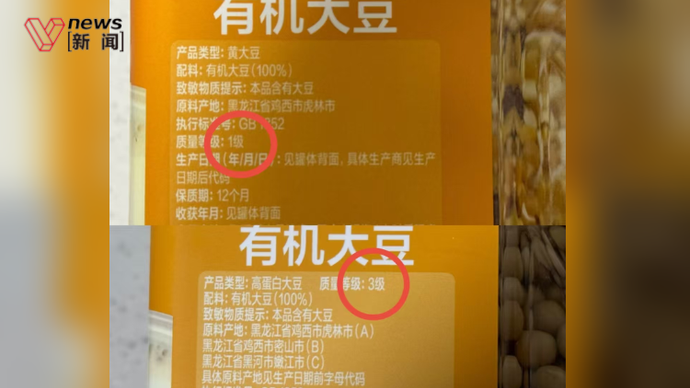 news
[新闻]
有机大豆
产品类型: 黄大豆
配料: 有机大豆(100%)
致敏物质提示: 本品含有大豆
原料产地: 黑龙江省鸡西市虎林市
执行标准号: GB 1352
质量等级: 1级
生产日期(年/月/日): 见罐体背面, 具体生产商见生产
日期后代码
保质期: 12个月
收获年月: 见罐体背面
有机大豆
产品类型: 高蛋白大豆 质量等级: 3级
配料: 有机大豆(100%)
致敏物质提示: 本品含有大豆
原料产地: 黑龙江省鸡西市虎林市(A)
黑龙江省鸡西市密山市(B)
黑龙江省黑河市嫩江市(C)
具体原料产地见生产日期前字母代码